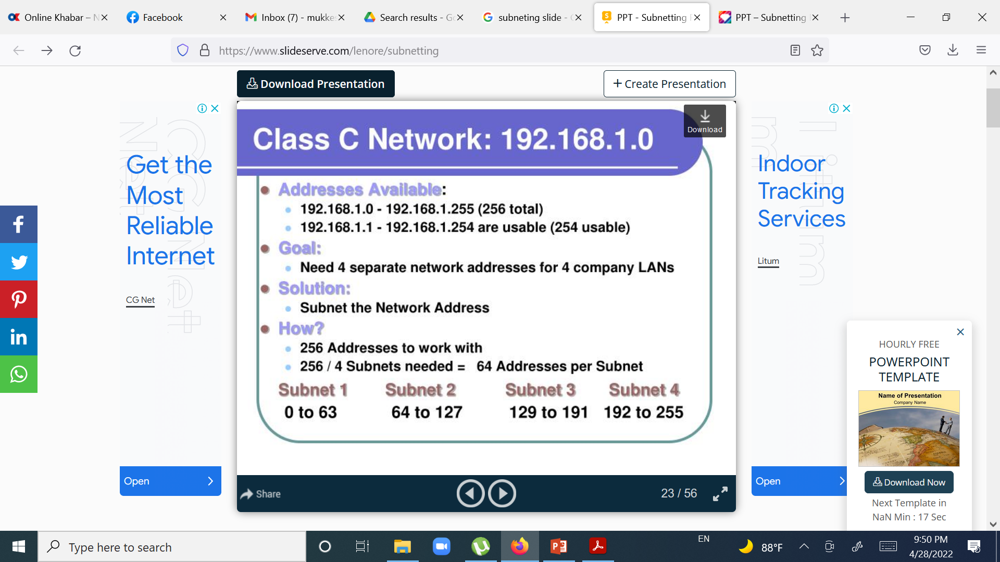 Online Khabar – N
Facebook
Inbox (7) - mukke
Search results - Go
subneting slide -
PPT - Subnetting
PPT – Subnetting
https://www.slideserve.com/lenore/subnetting
Download Presentation
+ Create Presentation
Download
Class C Network: 192.168.1.0
Addresses Available:
192.168.1.0 - 192.168.1.255 (256 total)
192.168.1.1 - 192.168.1.254 are usable (254 usable)
Goal:
Need 4 separate network addresses for 4 company LANs
Solution:
Subnet the Network Address
How?
256 Addresses to work with
256 / 4 Subnets needed = 64 Addresses per Subnet
Subnet 1 Subnet 2 Subnet 3 Subnet 4
0 to 63 64 to 127 129 to 191 192 to 255
Share
23 / 56
CG Net
Get the
Most
Reliable
Internet
CG Net
Open
litum
Indoor
Tracking
Services
Litum
Open
HOURLY FREE
POWERPOINT
TEMPLATE
Name of Presentation
Company Name
Download Now
Next Template in
NaN Min : 17 Sec
Type here to search
EN
88°F
9:50 PM
4/28/2022